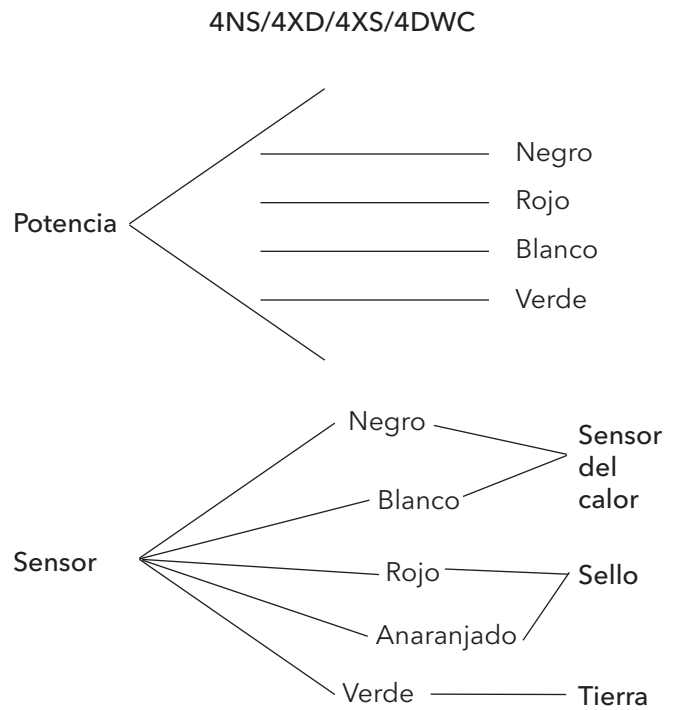 4NS/4XD/4XS/4DWC
Potencia
Negro
Rojo
Blanco
Verde
Sensor
Negro
Blanco
Rojo
Anaranjado
Verde
Sensor
del
calor
Sello
Tierra